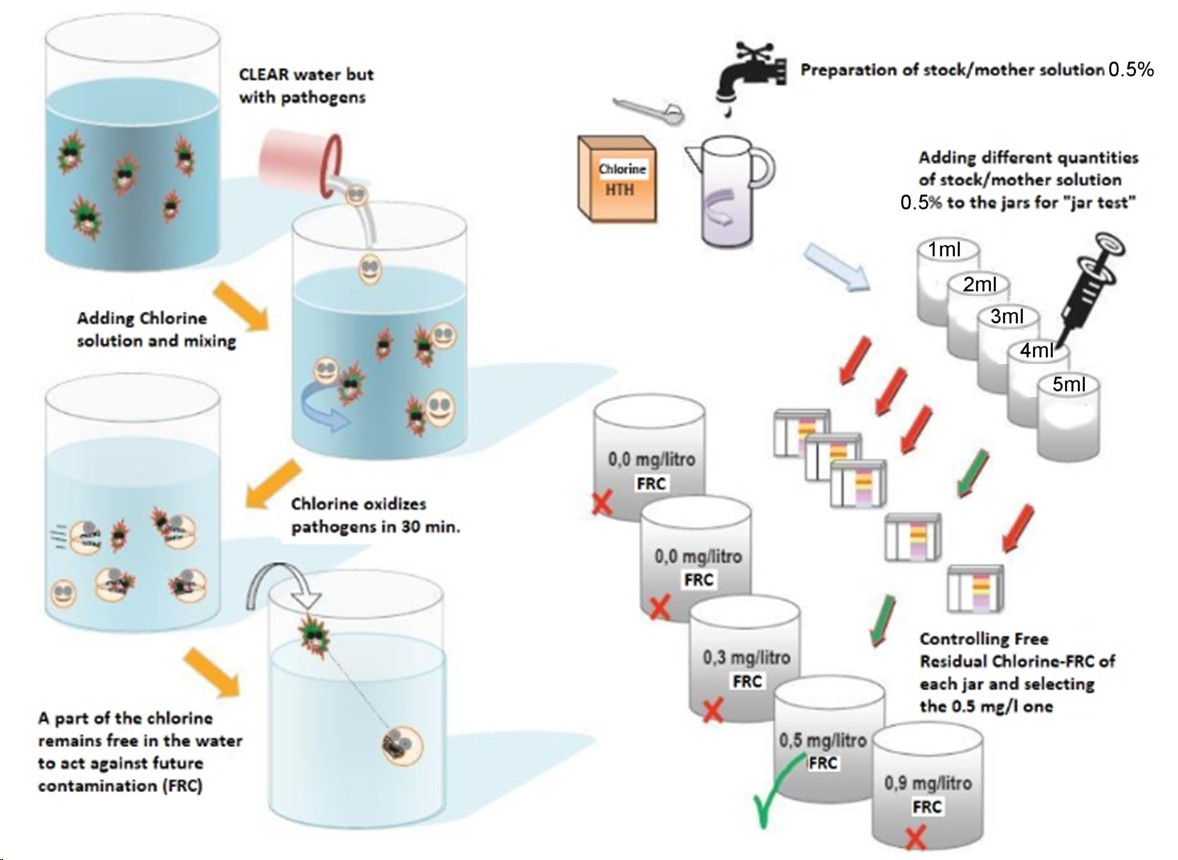 CLEAR water but
with pathogens
Adding Chlorine
solution and mixing
Chlorine oxidizes
pathogens in 30 min.
A part of the chlorine
remains free in the water
to act against future
contamination (FRC)
Preparation of stock/mother solution 0.5%
Chlorine
HTH
Adding different quantities
of stock/mother solution
0.5% to the jars for "jar test"
1ml
2ml
3ml
4ml
5ml
0,0 mg/litro
FRC
0,0 mg/litro
FRC
0,3 mg/litro
FRC
0,5 mg/litro
FRC
0,9 mg/litro
FRC
Controlling Free
Residual Chlorine-FRC of
each jar and selecting
the 0.5 mg/l one